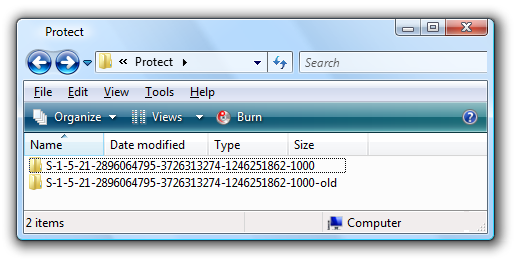 Protect
« Protect
Search
File Edit View Tools Help
Organize Views Burn
Name Date modified Type Size
S-1-5-21-2896064795-3726313274-1246251862-1000
S-1-5-21-2896064795-3726313274-1246251862-1000-old
2 items Computer